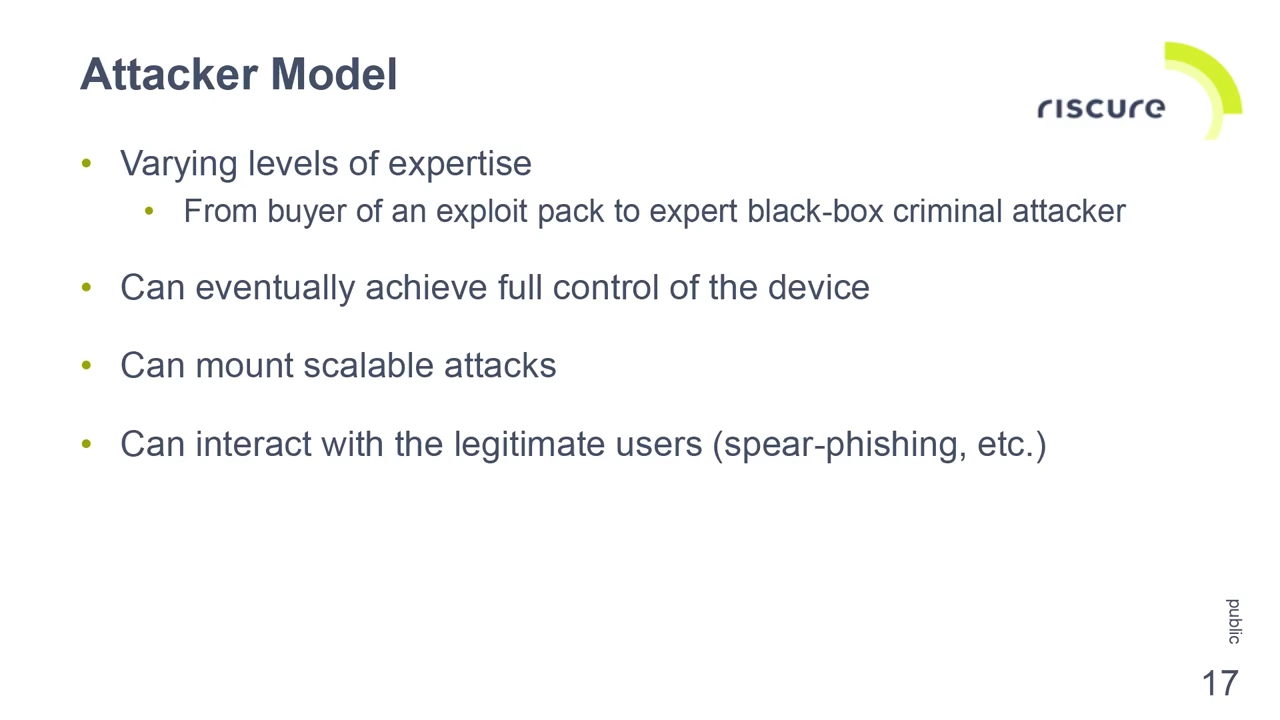 Attacker Model
riscure
• Varying levels of expertise
• From buyer of an exploit pack to expert black-box criminal attacker
• Can eventually achieve full control of the device
• Can mount scalable attacks
• Can interact with the legitimate users (spear-phishing, etc.)
public
17